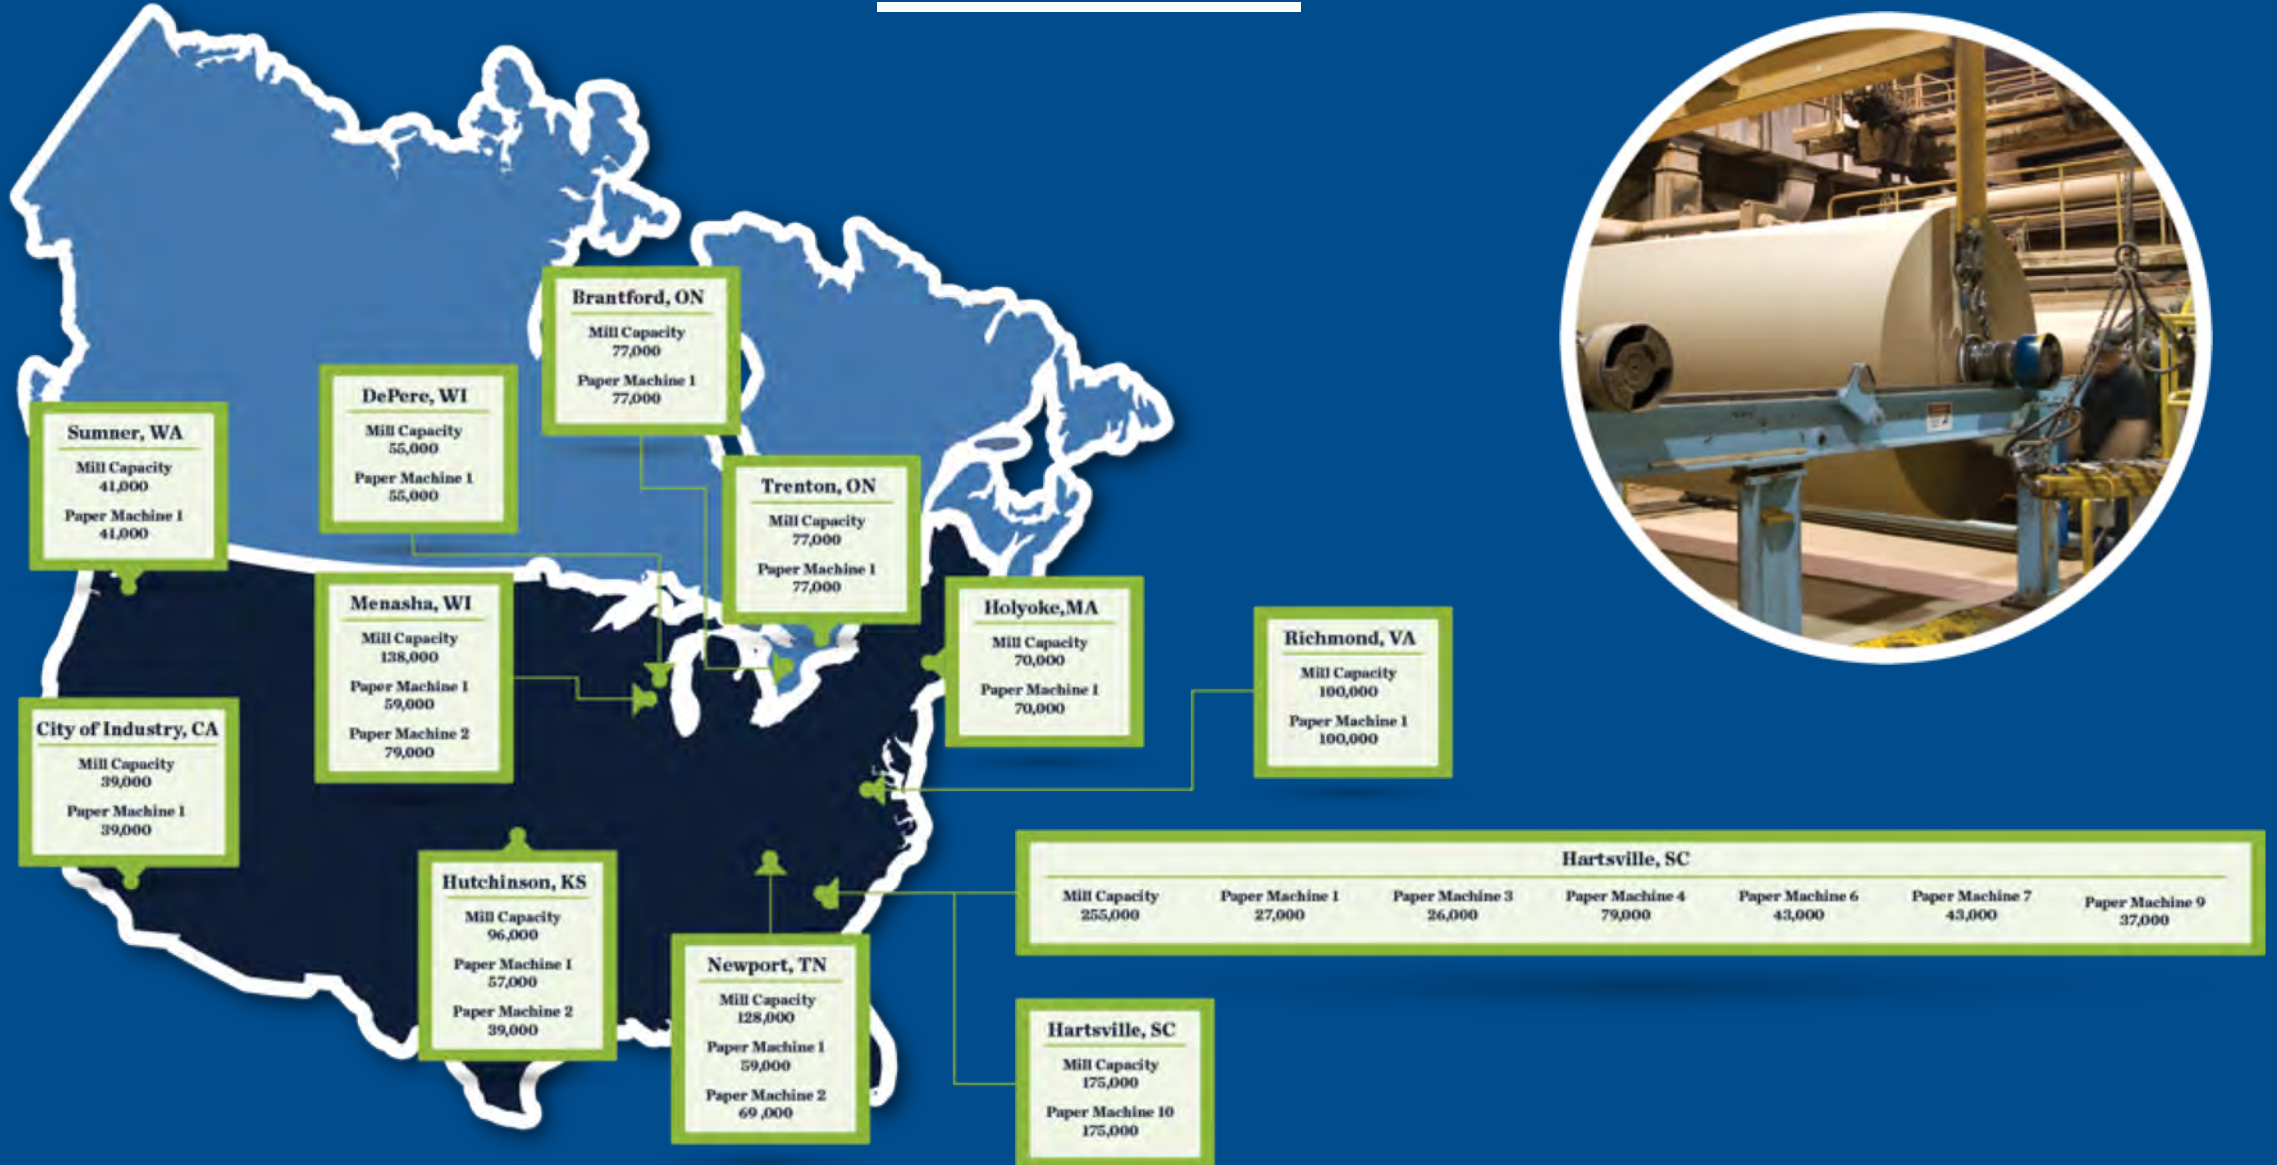 Brantford, ON
Mill Capacity
77,000
Paper Machine 1
77,000
DePere, WI
Mill Capacity
55,000
Paper Machine 1
55,000
Sumner, WA
Mill Capacity
41,000
Paper Machine 1
41,000
Trenton, ON
Mill Capacity
77,000
Paper Machine 1
77,000
Menasha, WI
Mill Capacity
138,000
Paper Machine 1
59,000
Paper Machine 2
79,000
Holyoke,MA
Mill Capacity
70,000
Paper Machine 1
70,000
Richmond, VA
Mill Capacity
100,000
Paper Machine 1
100,000
City of Industry, CA
Mill Capacity
39,000
Paper Machine 1
39,000
Hutchinson, KS
Mill Capacity
96,000
Paper Machine 1
57,000
Paper Machine 2
39,000
Newport, TN
Mill Capacity
128,000
Paper Machine 1
59,000
Paper Machine 2
69 ,000
Hartsville, SC
Mill Capacity
255,000
Paper Machine 1
27,000
Paper Machine 3
26,000
Paper Machine 4
79,000
Paper Machine 6
43,000
Paper Machine 7
43,000
Paper Machine 9
37,000
Hartsville, SC
Mill Capacity
175,000
Paper Machine 10
175,000